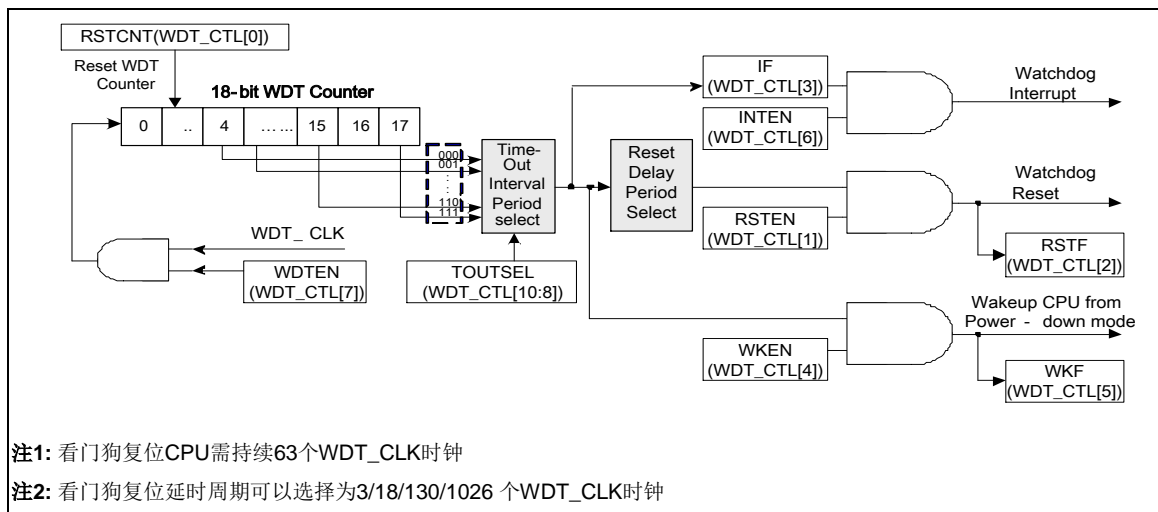 RSTCNT(WDT_CTL[0])
Reset WDT
Counter
18-bit WDT Counter
0 .. 4 ... ... 15 16 17
000
001
110
111
Time-
Out
Interval
Period
select
Reset
Delay
Period
Select
IF
(WDT_CTL[3])
INTEN
(WDT_CTL[6])
Watchdog
Interrupt
RSTEN
(WDT_CTL[1])
Watchdog
Reset
RSTF
(WDT_CTL[2])
WDT_ CLK
WDTEN
(WDT_CTL[7])
TOUTSEL
(WDT_CTL[10:8])
WKEN
(WDT_CTL[4])
Wakeup CPU from
Power - down mode
WKF
(WDT_CTL[5])
注1: 看门狗复位CPU需持续63个WDT_CLK时钟
注2: 看门狗复位延时周期可以选择为3/18/130/1026 个WDT_CLK时钟